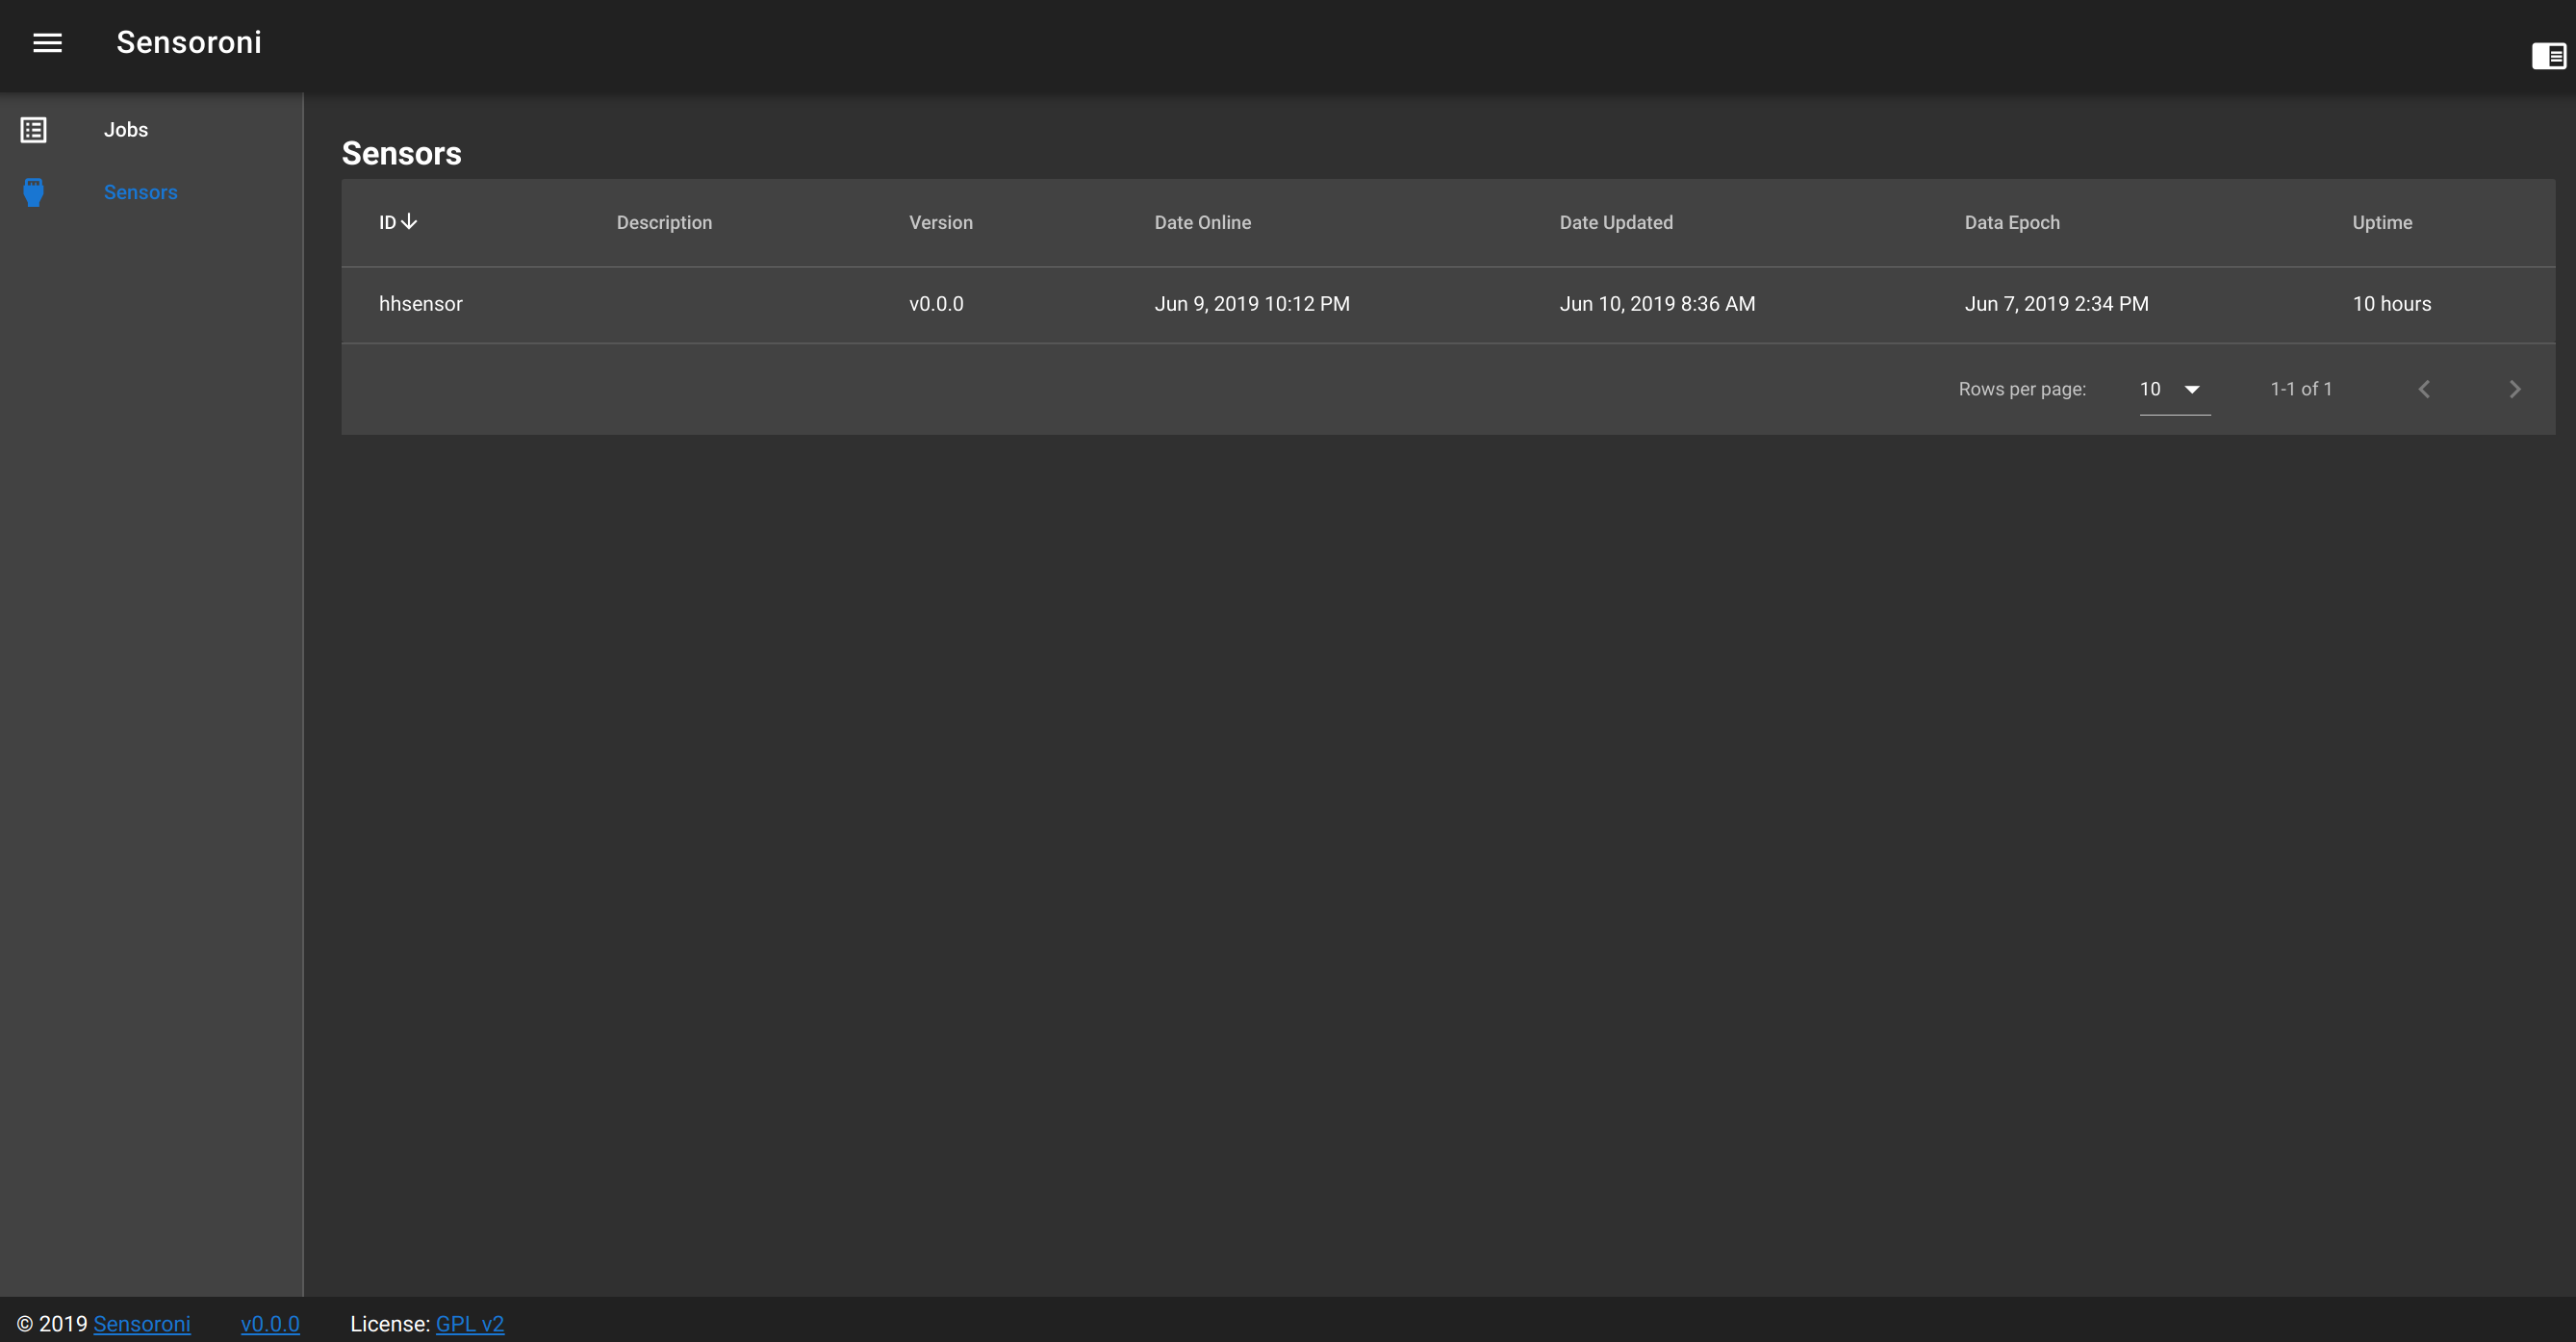 Sensoroni
Jobs
Sensors
Sensors
ID Description Version Date Online Date Updated Data Epoch Uptime
hhsensor v0.0.0 Jun 9, 2019 10:12 PM Jun 10, 2019 8:36 AM Jun 7, 2019 2:34 PM 10 hours
Rows per page: 10 1-1 of 1
© 2019 Sensoroni v0.0.0 License: GPL v2